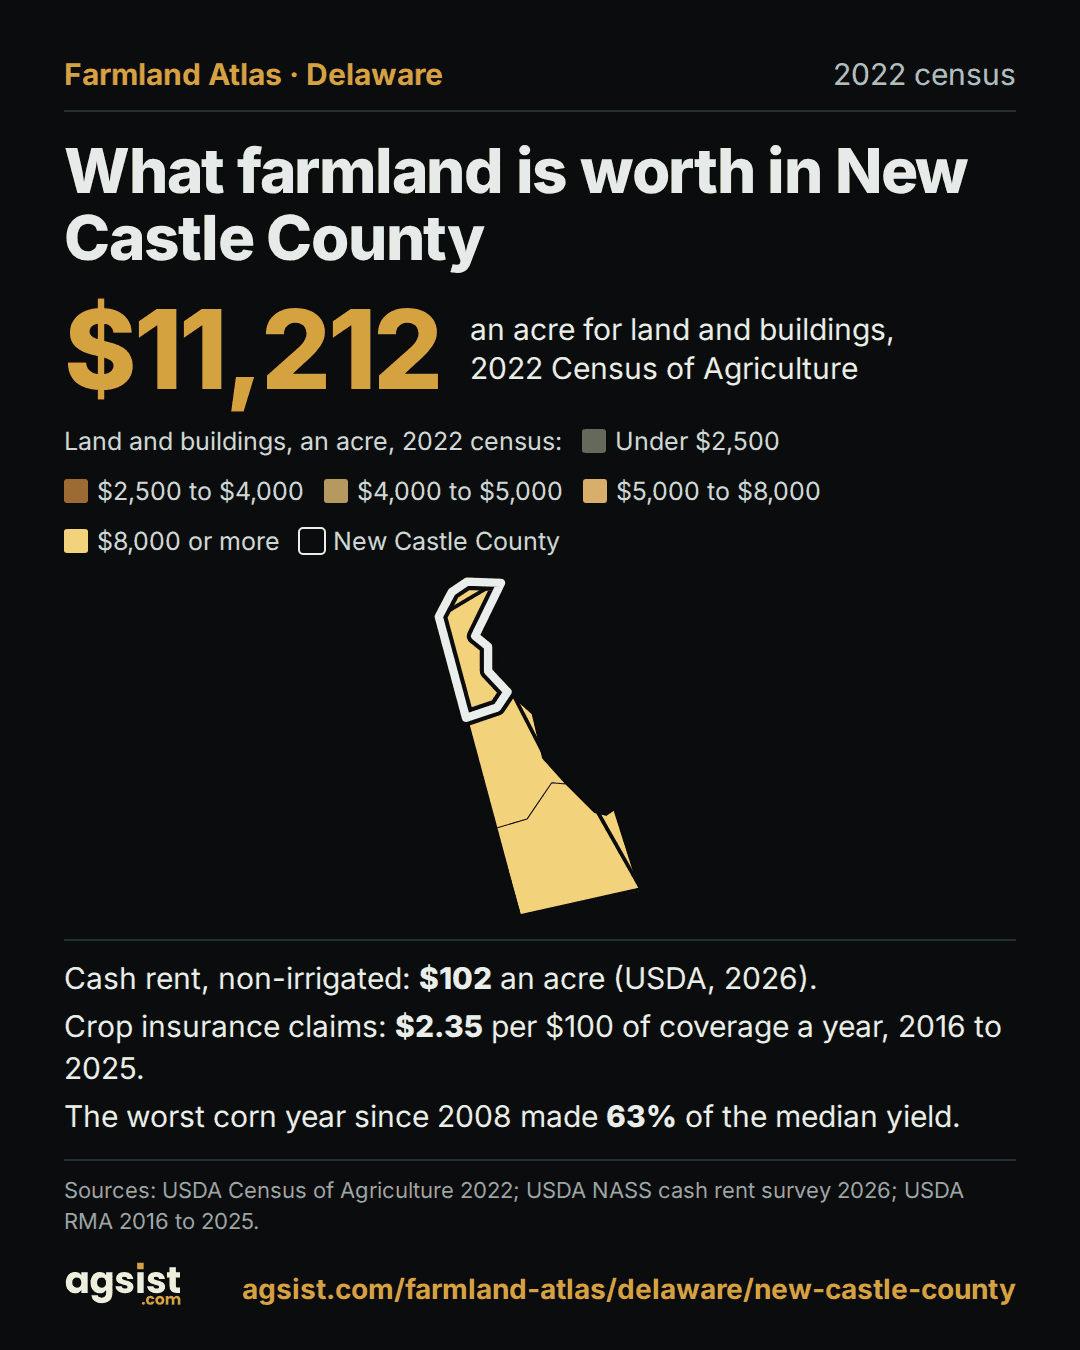 Farmland Atlas · Delaware
2022 census
What farmland is worth in New
Castle County
$11,212
an acre for land and buildings,
2022 Census of Agriculture
Land and buildings, an acre, 2022 census: Under $2,500
$2,500 to $4,000 $4,000 to $5,000 $5,000 to $8,000
$8,000 or more New Castle County
Cash rent, non-irrigated: $102 an acre (USDA, 2026).
Crop insurance claims: $2.35 per $100 of coverage a year, 2016 to
2025.
The worst corn year since 2008 made 63% of the median yield.
Sources: USDA Census of Agriculture 2022; USDA NASS cash rent survey 2026; USDA
RMA 2016 to 2025.
agsist
.com
agsist.com/farmland-atlas/delaware/new-castle-county